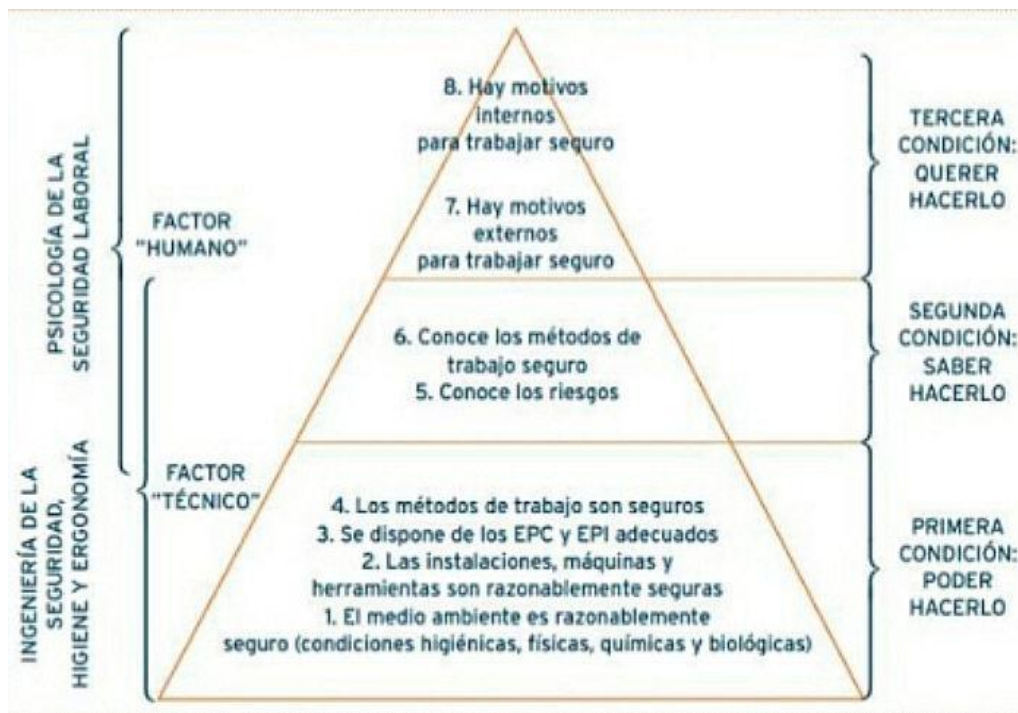 PSICOLOGÍA DE LA
SEGURIDAD LABORAL
INGENIERÍA DE LA
SEGURIDAD,
HIGIENE Y ERGONOMÍA
FACTOR
"HUMANO"
FACTOR
"TÉCNICO"
8. Hay motivos
internos
para trabajar seguro
7. Hay motivos
externos
para trabajar seguro
6. Conoce los métodos de
trabajo seguro
5. Conoce los riesgos
4. Los métodos de trabajo son seguros
3. Se dispone de los EPC y EPI adecuados
2. Las instalaciones, máquinas y
herramientas son razonablemente seguras
1. El medio ambiente es razonablemente
seguro (condiciones higiénicas, físicas, químicas y biológicas)
TERCERA
CONDICIÓN:
QUERER
HACERLO
SEGUNDA
CONDICIÓN:
SABER
HACERLO
PRIMERA
CONDICIÓN:
PODER
HACERLO